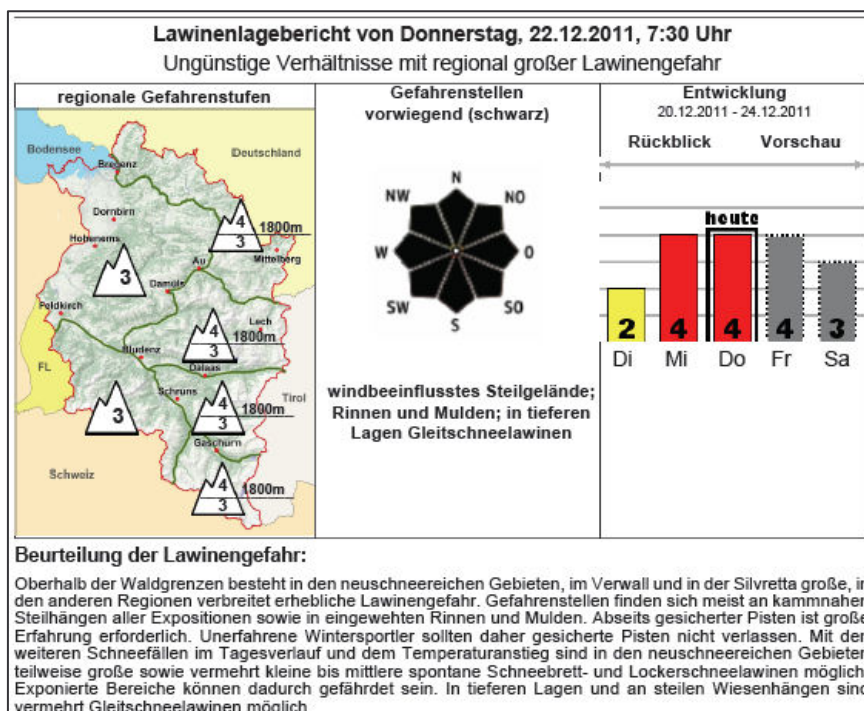 Lawinenlagebericht von Donnerstag, 22.12.2011, 7:30 Uhr
Ungünstige Verhältnisse mit regional großer Lawinengefahr
regionale Gefahrenstufen
Bodensee
Bregenz
Deutschland
Dornbirn
4
3
1800m
Hohenems
Mittelberg
3
Au
Damüls
Feldkirch
4
3
Lech
1800m
Bludenz
FL
Dalaas
Schruns
Tirol
3
4
3
1800m
Gaschurn
Schweiz
4
3
1800m
Gefahrenstellen
vorwiegend (schwarz)
N
NW
NO
W
O
SW
SO
S
windbeeinflusstes Steilgelände;
Rinnen und Mulden; in tieferen
Lagen Gleitschneelawinen
Entwicklung
20.12.2011 - 24.12.2011
Rückblick Vorschau
heute
2 4 4 4 3
Di Mi Do Fr Sa
Beurteilung der Lawinengefahr:
Oberhalb der Waldgrenzen besteht in den neuschneereichen Gebieten, im Verwall und in der Silvretta große, in
den anderen Regionen verbreitet erhebliche Lawinengefahr. Gefahrenstellen finden sich meist an kammnahen
Steilhängen aller Expositionen sowie in eingewehten Rinnen und Mulden. Abseits gesicherter Pisten ist große
Erfahrung erforderlich. Unerfahrene Wintersportler sollten daher gesicherte Pisten nicht verlassen. Mit den
weiteren Schneefällen im Tagesverlauf und dem Temperaturanstieg sind in den neuschneereichen Gebieten
teilweise große sowie vermehrt kleine bis mittlere spontane Schneebrett- und Lockerschneelawinen möglich.
Exponierte Bereiche können dadurch gefährdet sein. In tieferen Lagen und an steilen Wiesenhängen sind
vermehrt Gleitschneelawinen möglich